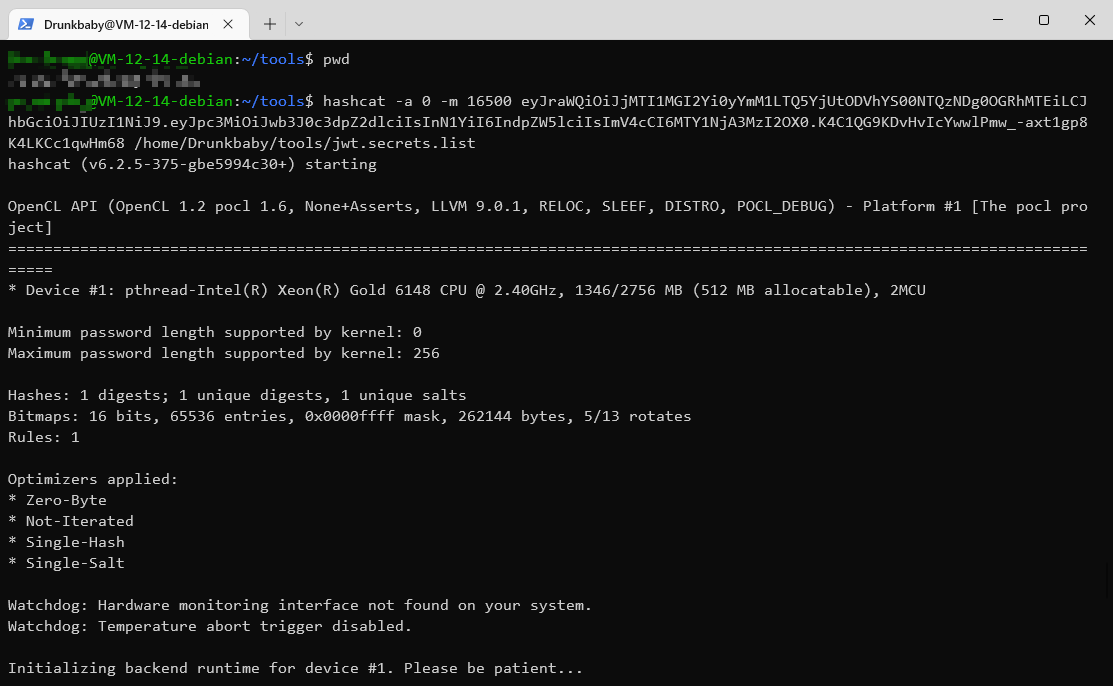 Drunkbaby@VM-12-14-debian
@VM-12-14-debian:~/tools$ pwd
@VM-12-14-debian:~/tools$ hashcat -a 0 -m 16500 eyJraWQiOiJjMTI1MGI2Yi0yYmM1LTQ5YjUtODVhYS00NTQzNDg0OGRhMTEiLCJ
hbGciOiJIUzI1NiJ9.eyJpc3MiOiJwb3J0c3dpZ2dlciIsInN1YiI6IndpZW5lciIsImV4cCI6MTY1NjA3MzI2OX0.K4C1QG9KDvHvIcYwwlPmw_-axt1gp8
K4LKCc1qwHm68 /home/Drunkbaby/tools/jwt.secrets.list
hashcat (v6.2.5-375-gbe5994c30+) starting
OpenCL API (OpenCL 1.2 pocl 1.6, None+Asserts, LLVM 9.0.1, RELOC, SLEEF, DISTRO, POCL_DEBUG) - Platform #1 [The pocl pro
ject]
========================================================================================================================
=====
* Device #1: pthread-Intel(R) Xeon(R) Gold 6148 CPU @ 2.40GHz, 1346/2756 MB (512 MB allocatable), 2MCU
Minimum password length supported by kernel: 0
Maximum password length supported by kernel: 256
Hashes: 1 digests; 1 unique digests, 1 unique salts
Bitmaps: 16 bits, 65536 entries, 0x0000ffff mask, 262144 bytes, 5/13 rotates
Rules: 1
Optimizers applied:
* Zero-Byte
* Not-Iterated
* Single-Hash
* Single-Salt
Watchdog: Hardware monitoring interface not found on your system.
Watchdog: Temperature abort trigger disabled.
Initializing backend runtime for device #1. Please be patient...